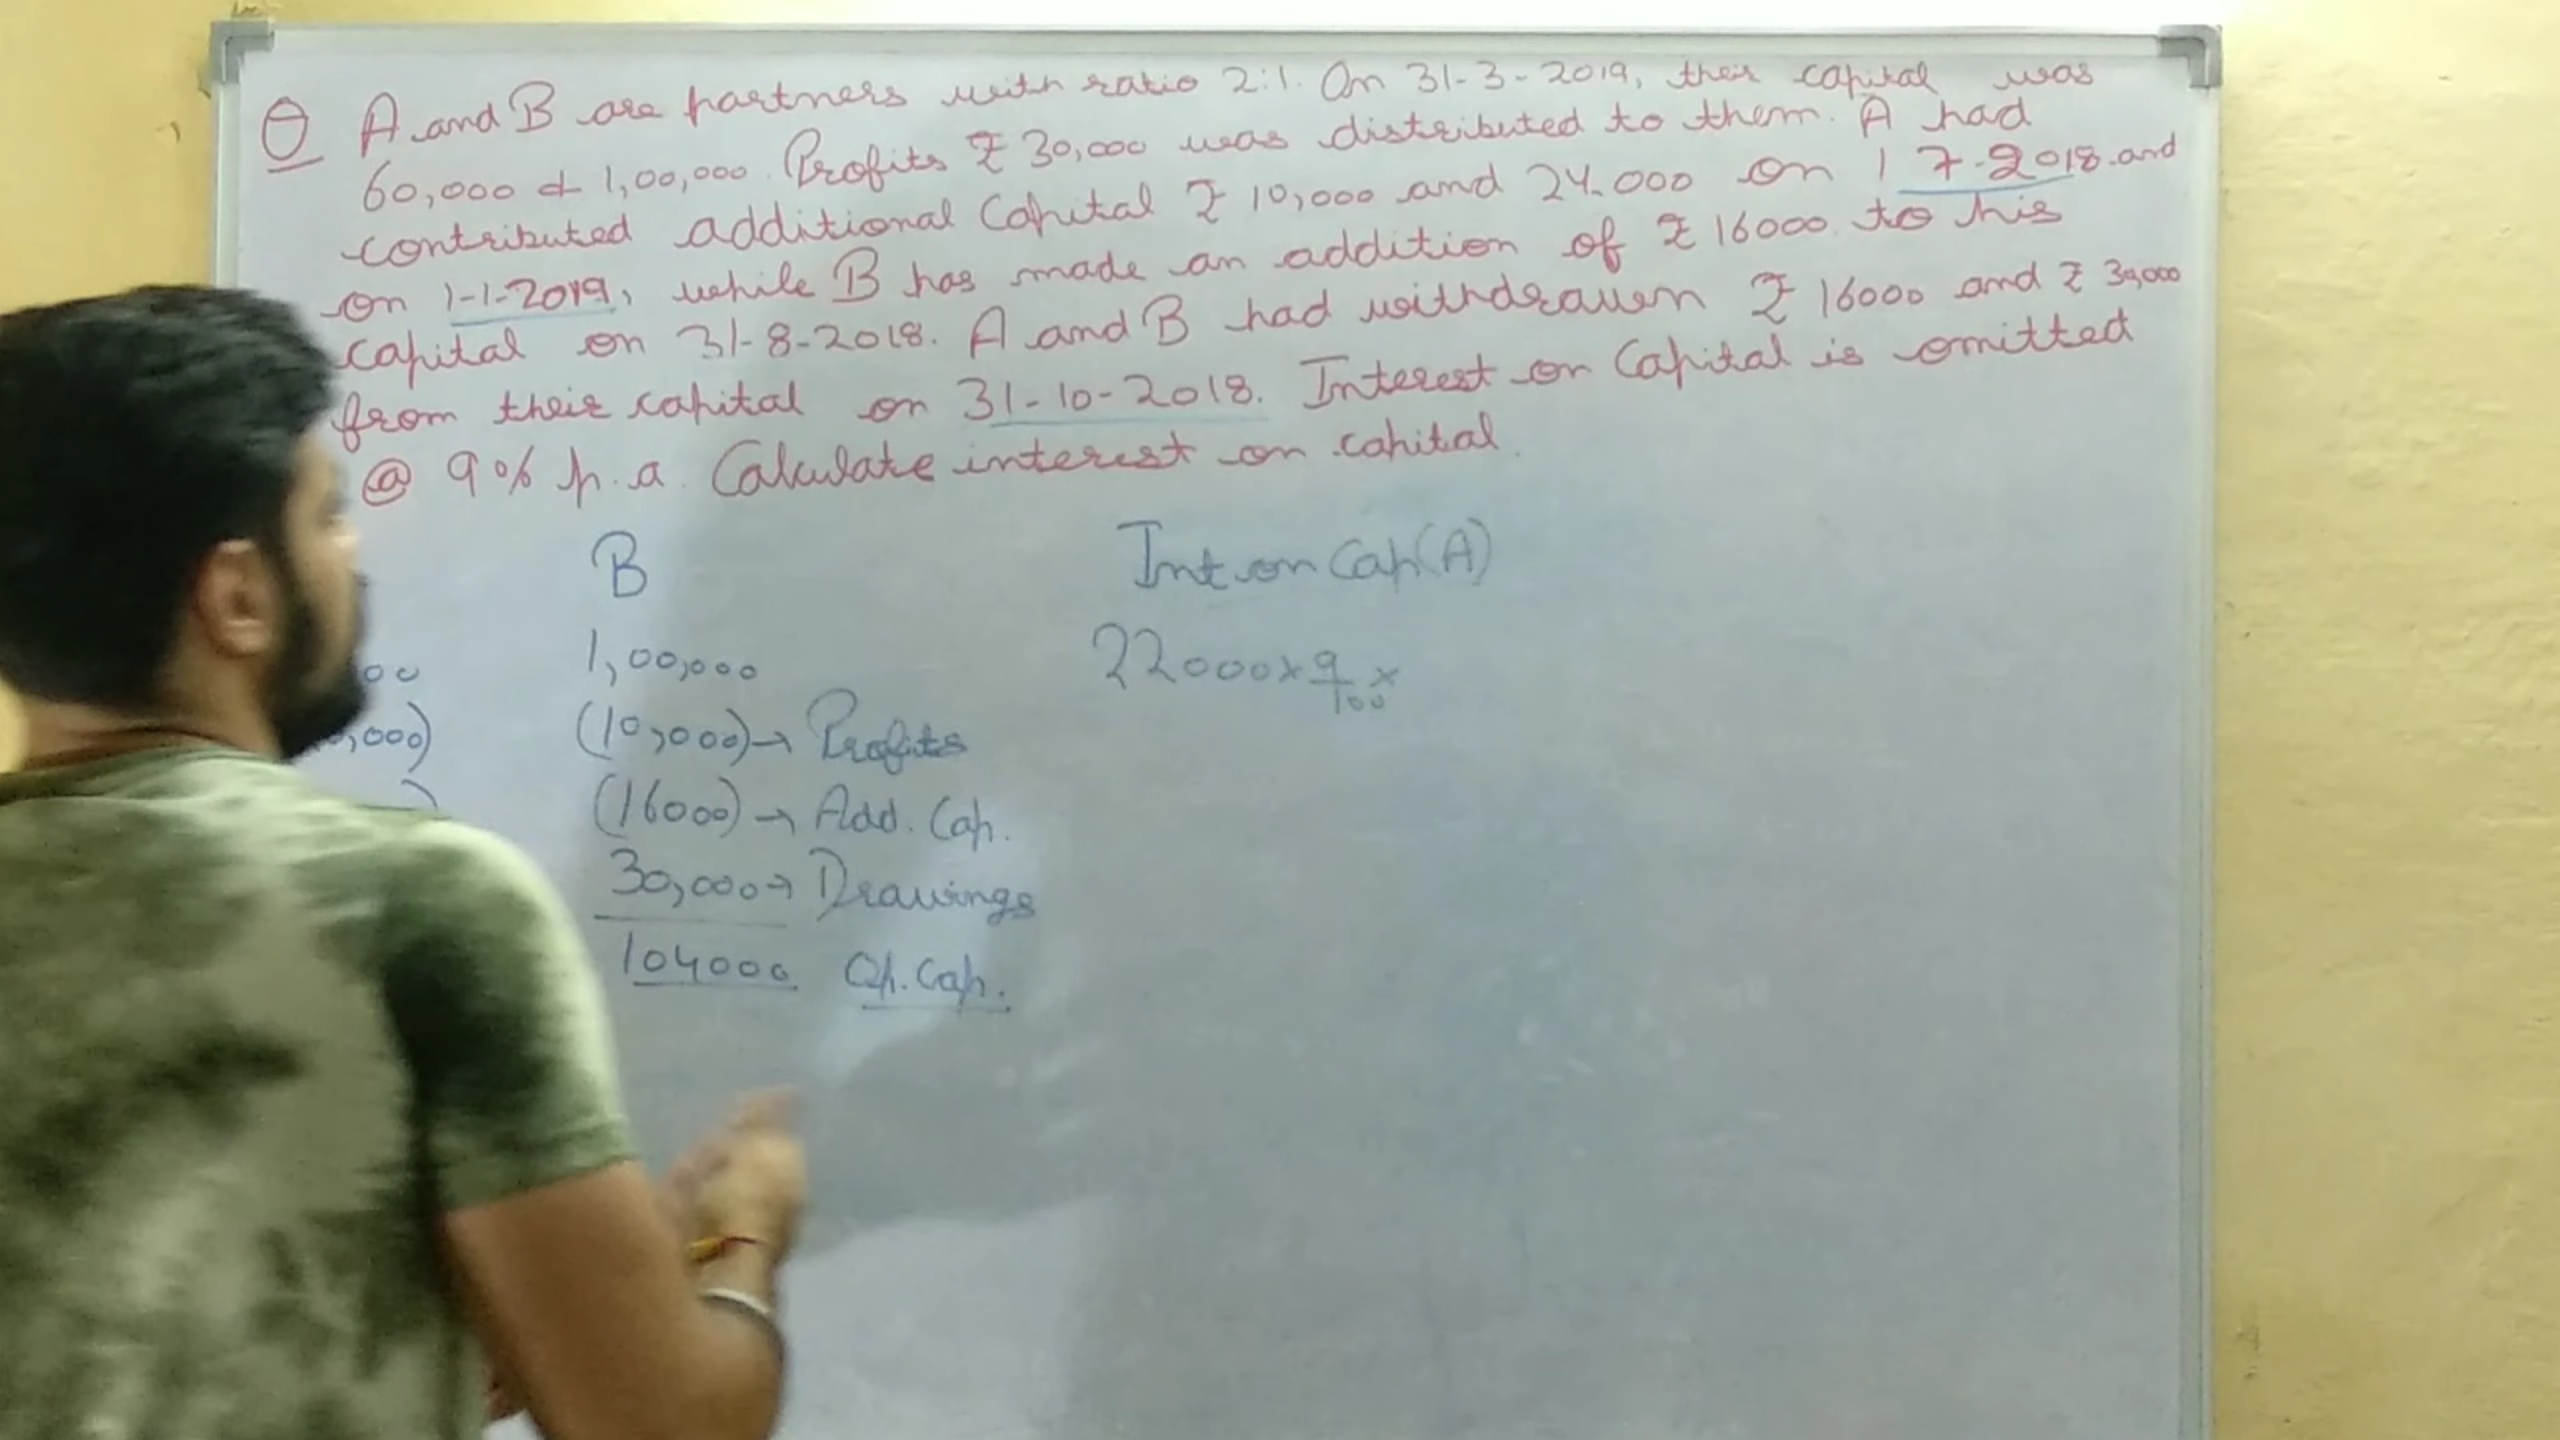 Q A and B are partners with ratio 2:1. On 31-3-2019, their capital was
60,000 & 1,00,000. Profits ₹ 30,000 was distributed to them. A had
contributed additional Capital ₹ 10,000 and 24.000 on 1 7-2018 and
on 1-1-2019, while B has made an addition of ₹ 16000 to his
capital on 31-8-2018. A and B had withdrawn ₹ 16000 and ₹ 30,000
from their capital on 31-10-2018. Interest on Capital is omitted
@ 9% p.a. Calculate interest on capital.
B Int on Cap(A)
00 1,00,000 22000x 9/100 x
,000) (10,000)→ Profits
) (16000)→ Add. Cap.
30,000→ Drawings
104000 Op. Cap.